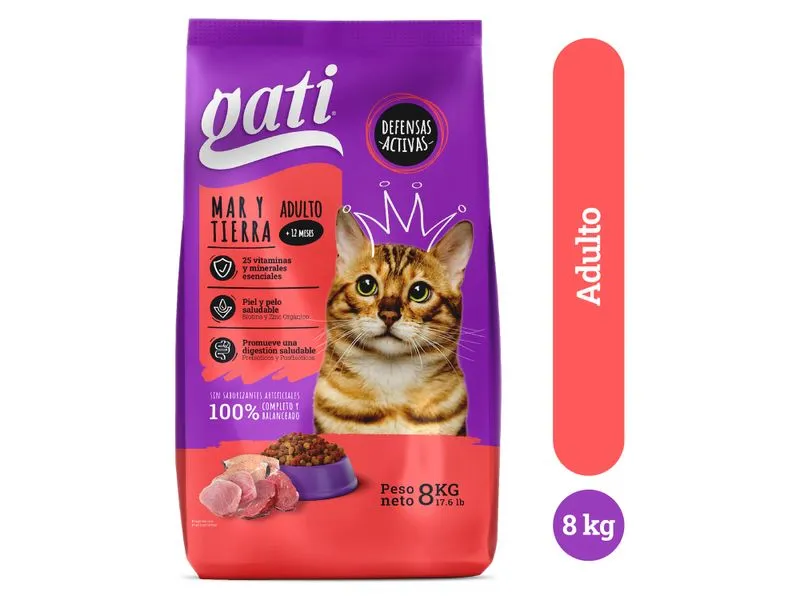 gati
DEFENSAS
ACTIVAS
MAR Y
TIERRA
ADULTO
+ 12 MESES
25 vitaminas
y minerales
esenciales
Piel y pelo
saludable
Biotina y Zinc Orgánico
Promueve una
digestión saludable
Prebióticos y Postbióticos
SIN SABORIZANTES ARTIFICIALES
100% COMPLETO Y
BALANCEADO
Peso
neto 8KG
17.6 lb
Adulto
8 kg